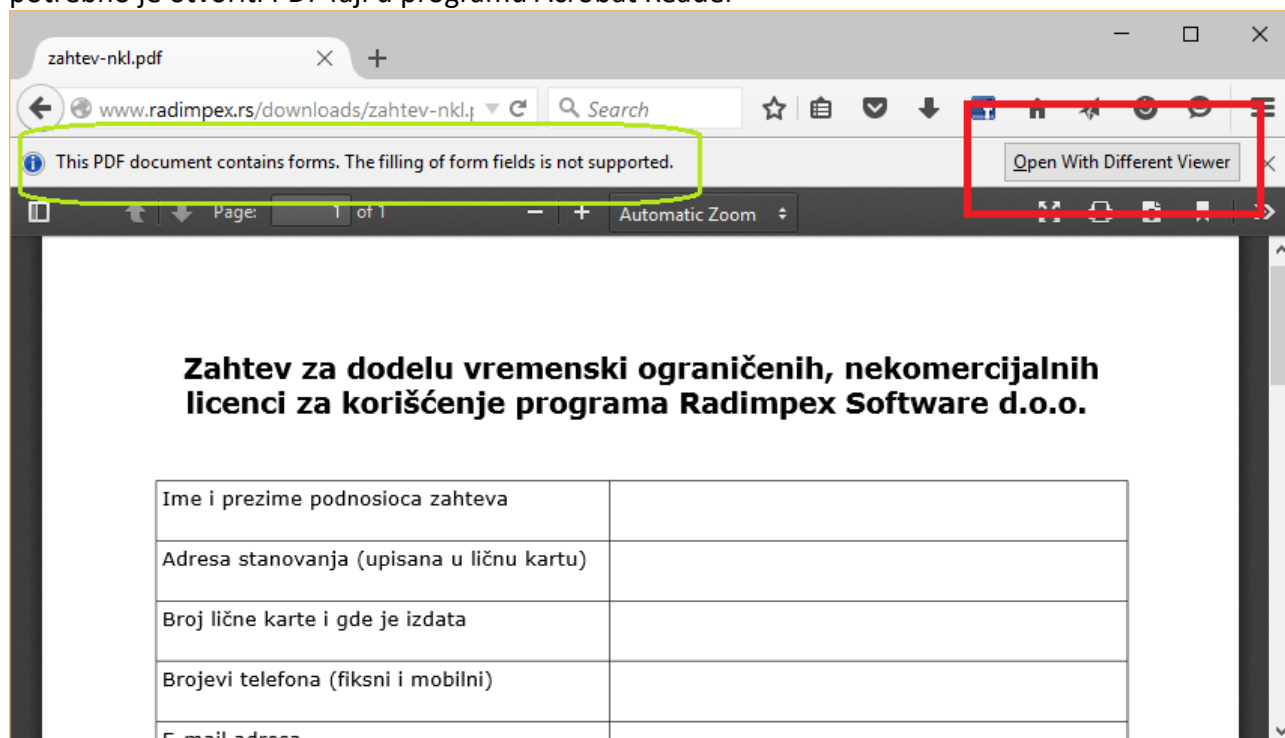 potrebno je otvoriti PDF fajl u programu Acrobat Reader
zahtev-nkl.pdf
www.radimpex.rs/downloads/zahtev-nkl.p
Search
This PDF document contains forms. The filling of form fields is not supported.
Open With Different Viewer
Page: 1 of 1
Automatic Zoom
Zahtev za dodelu vremenski ograničenih, nekomercijalnih
licenci za korišćenje programa Radimpex Software d.o.o.
Ime i prezime podnosioca zahteva
Adresa stanovanja (upisana u ličnu kartu)
Broj lične karte i gde je izdata
Brojevi telefona (fiksni i mobilni)
E-mail adresa